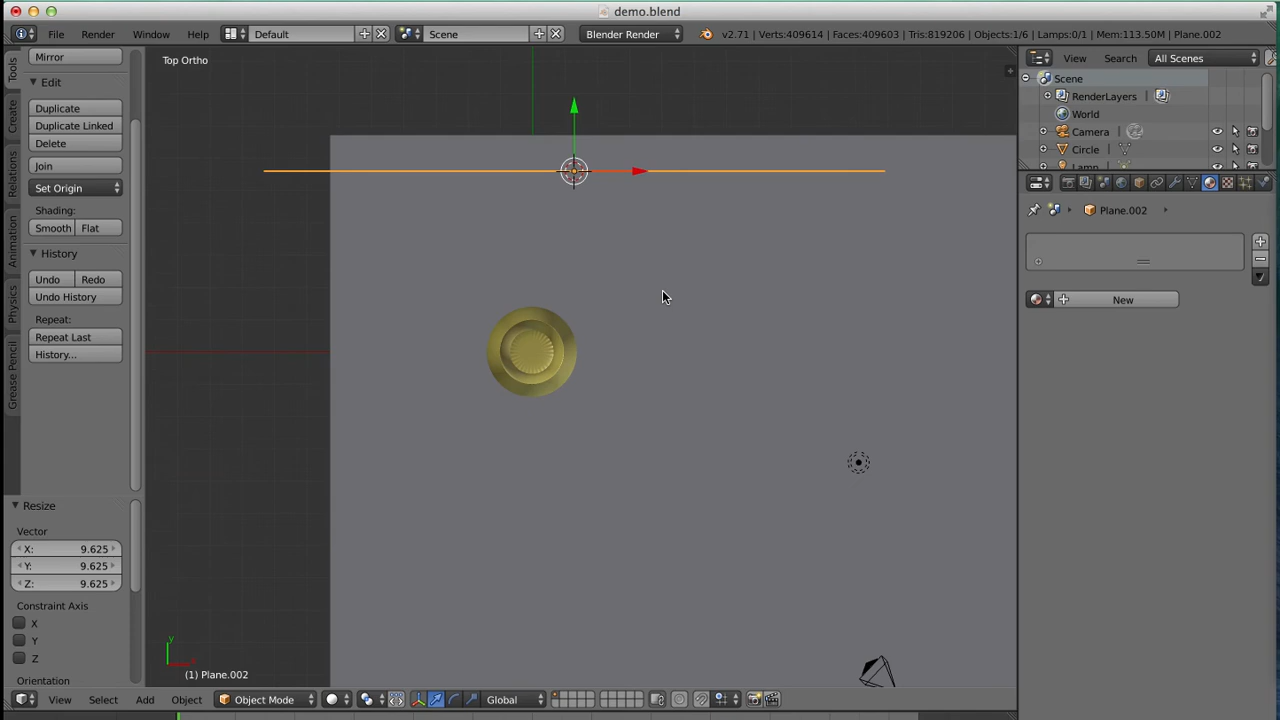 demo.blend
File Render Window Help Default Scene Blender Render v2.71 | Verts:409614 | Faces:409603 | Tris:819206 | Objects:1/6 | Lamps:0/1 | Mem:113.50M | Plane.002
Tools
Create
Relations
Animation
Physics
Grease Pencil
Mirror
Edit
Duplicate
Duplicate Linked
Delete
Join
Set Origin
Shading:
Smooth Flat
History
Undo Redo
Undo History
Repeat:
Repeat Last
History...
Resize
Vector
X: 9.625
Y: 9.625
Z: 9.625
Constraint Axis
X
Y
Z
Orientation
Top Ortho
y
(1) Plane.002
View Select Add Object Object Mode Global
View Search All Scenes
Scene
RenderLayers
World
Camera
Circle
Lamp
Plane.002
New